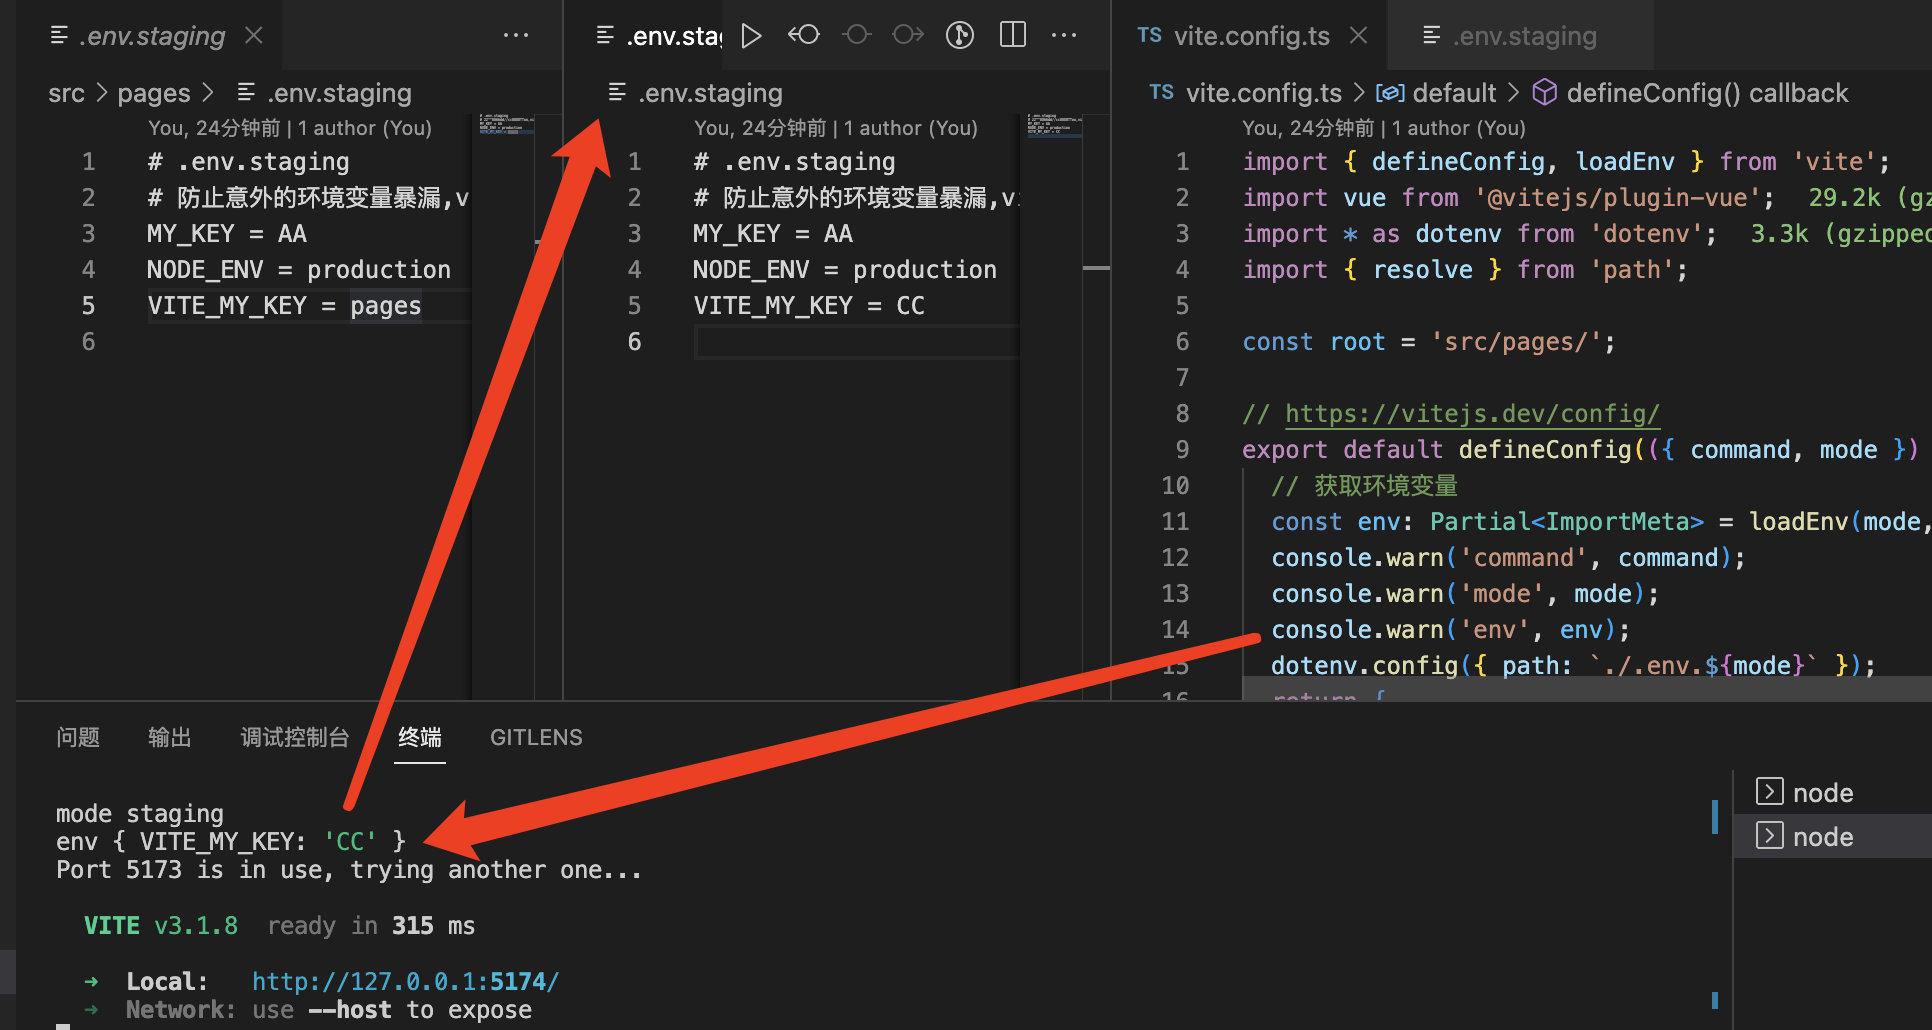 .env.staging
src > pages > .env.staging
You, 24分钟前 | 1 author (You)
1 # .env.staging
2 # 防止意外的环境变量暴漏,v
3 MY_KEY = AA
4 NODE_ENV = production
5 VITE_MY_KEY = pages
6
.env.stag
.env.staging
You, 24分钟前 | 1 author (You)
1 # .env.staging
2 # 防止意外的环境变量暴漏,v
3 MY_KEY = AA
4 NODE_ENV = production
5 VITE_MY_KEY = CC
6
TS vite.config.ts
.env.staging
TS vite.config.ts > default > defineConfig() callback
You, 24分钟前 | 1 author (You)
1 import { defineConfig, loadEnv } from 'vite';
2 import vue from '@vitejs/plugin-vue'; 29.2k (gz
3 import * as dotenv from 'dotenv'; 3.3k (gzipped
4 import { resolve } from 'path';
5
6 const root = 'src/pages/';
7
8 // https://vitejs.dev/config/
9 export default defineConfig(({ command, mode })
10 // 获取环境变量
11 const env: Partial<ImportMeta> = loadEnv(mode,
12 console.warn('command', command);
13 console.warn('mode', mode);
14 console.warn('env', env);
15 dotenv.config({ path: `./.env.${mode}` });
16 return {
问题 输出 调试控制台 终端 GITLENS
mode staging
env { VITE_MY_KEY: 'CC' }
Port 5173 is in use, trying another one...
VITE v3.1.8 ready in 315 ms
➜ Local: http://127.0.0.1:5174/
➜ Network: use --host to expose
node
node